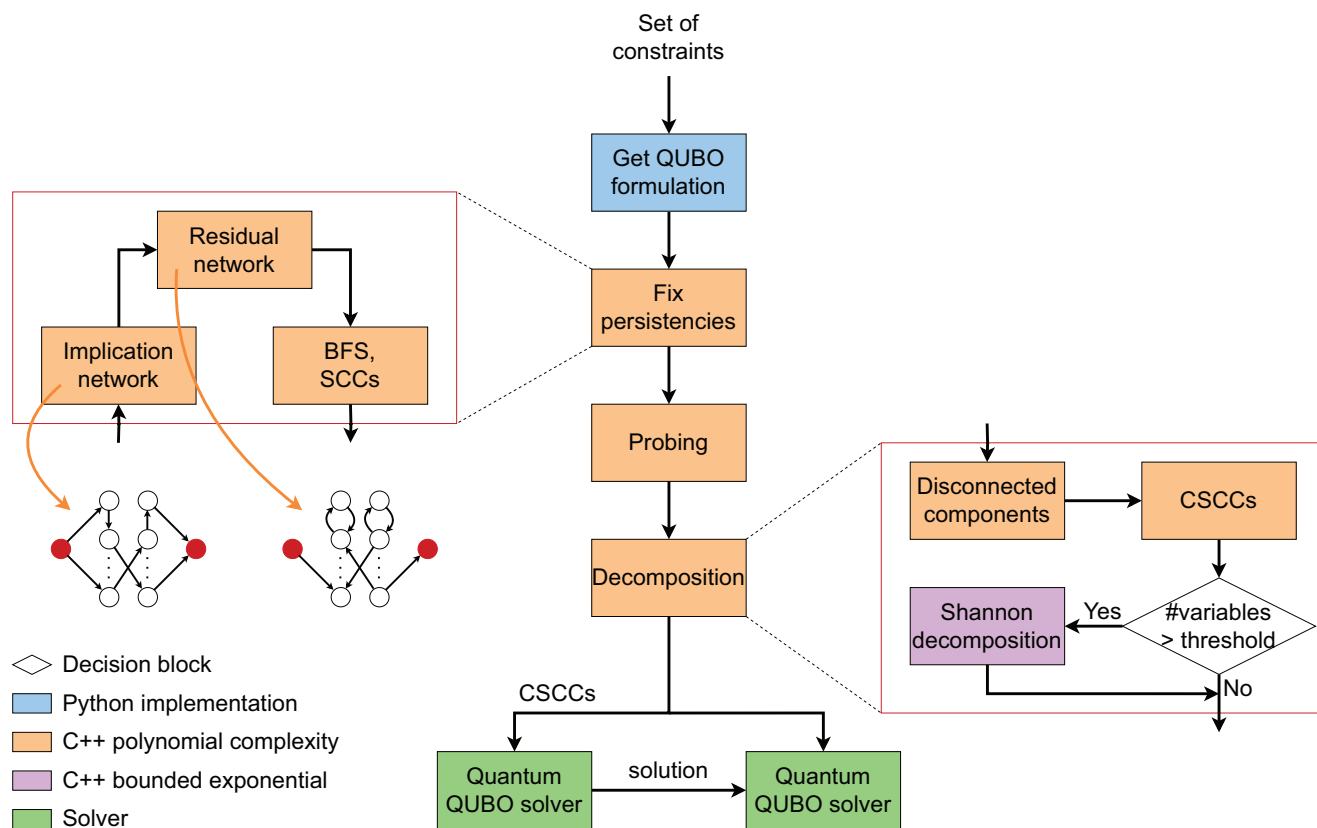 Set of
constraints
Get QUBO
formulation
Residual
network
Fix
persistencies
Implication
network
BFS,
SCCs
Probing
Disconnected
components
CSCCs
Decomposition
Shannon
decomposition
Yes
#variables
> threshold
No
Decision block
Python implementation
C++ polynomial complexity
C++ bounded exponential
Solver
CSCCs
Quantum
QUBO solver
solution
Quantum
QUBO solver